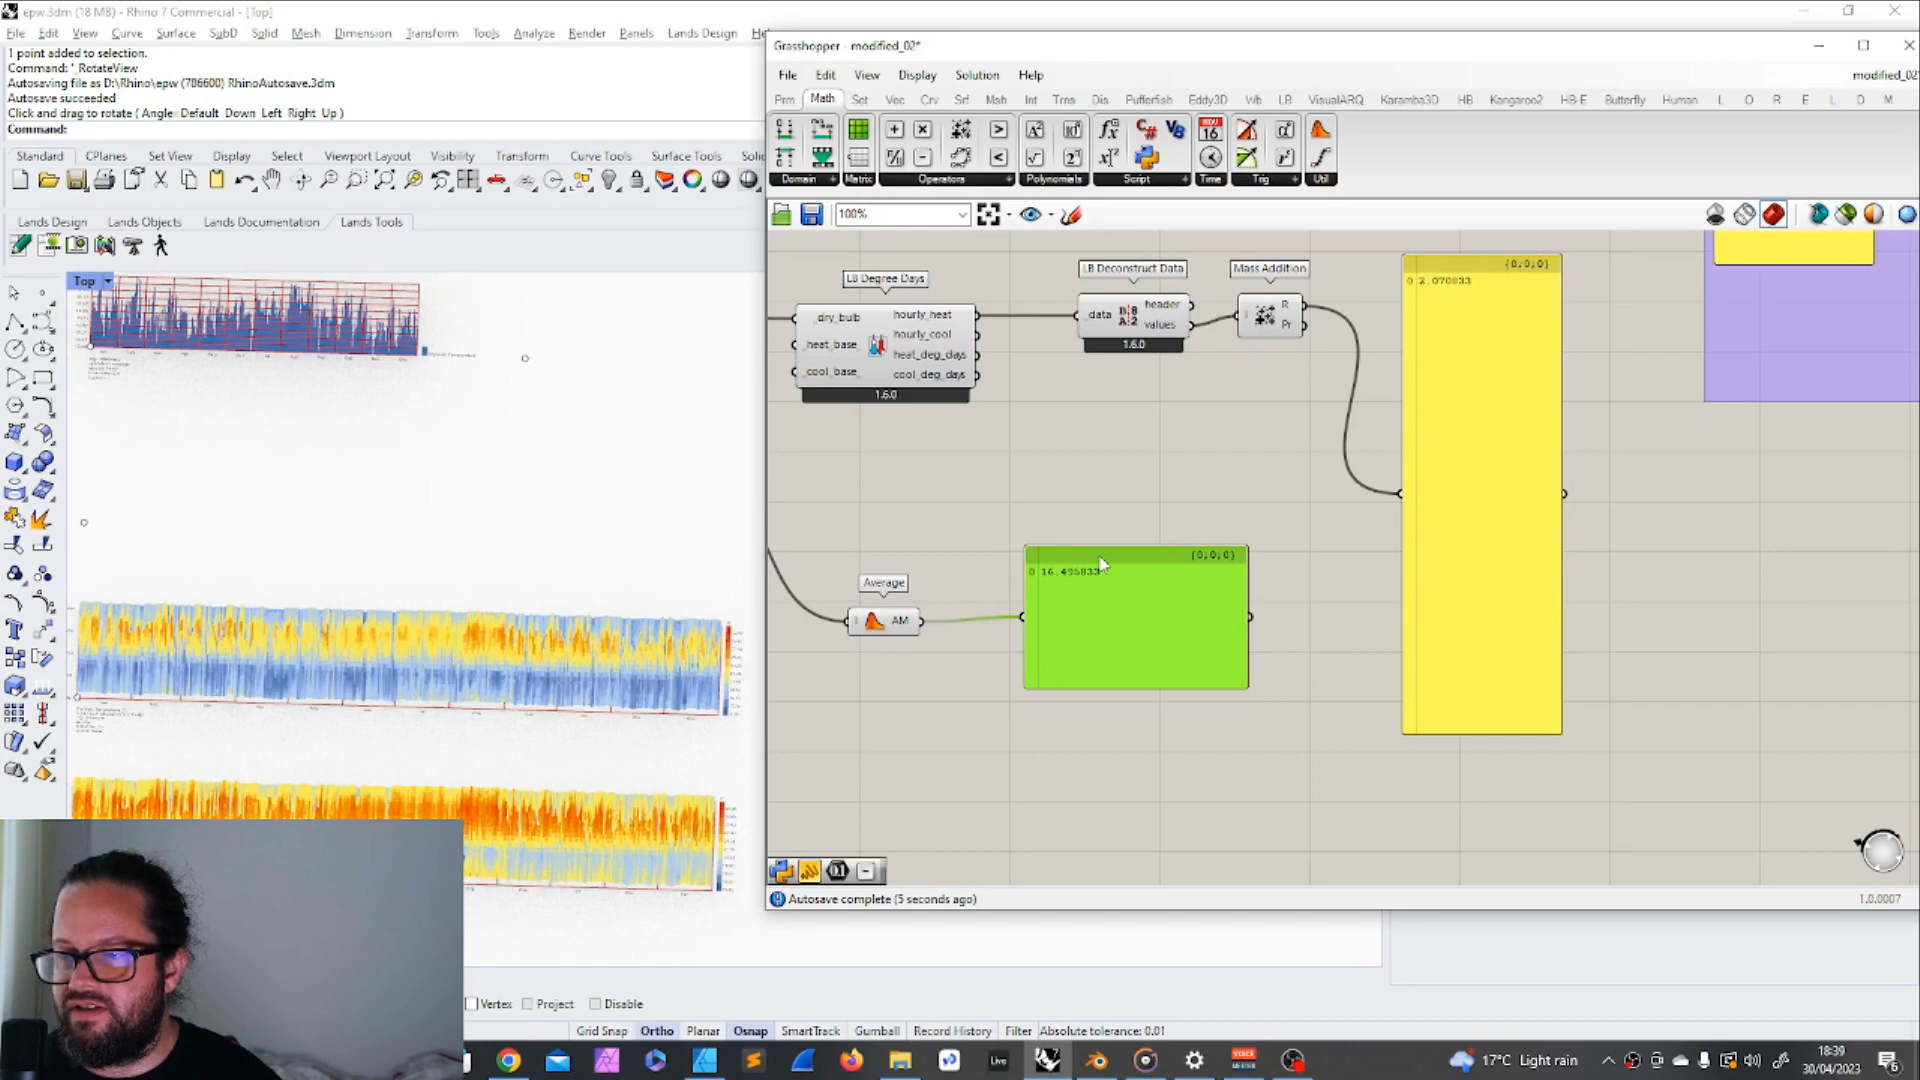 epw.3dm (18 MB) - Rhino 7 Commercial - [Top]
File Edit View Curve Surface SubD Solid Mesh Dimension Transform Tools Analyze Render Panels Lands Design
1 point added to selection.
Command: '_RotateView
Autosaving file as D:\Rhino\epw (786600) RhinoAutosave.3dm
Autosave succeeded
Click and drag to rotate ( Angle=Default Down Left Right Up )
Command:
Standard CPlanes Set View Display Select Viewport Layout Visibility Transform Curve Tools Surface Tools
Lands Design Lands Objects Lands Documentation Lands Tools
Top
Grasshopper - modified_02*
File Edit View Display Solution Help
modified_02*
Prm Math Set Vec Crv Srf Msh Int Trns Dis Pufferfish Eddy3D Wb LB VisualARQ Karamba3D HB Kangaroo2 HB-E Butterfly Human L O R E L D M
Domain Matrix Operators Polynomials Script Time Trig Util
100%
LB Degree Days
_dry_bulb
_heat_base_
_cool_base_
hourly_heat
hourly_cool
heat_deg_days
cool_deg_days
1.6.0
LB Deconstruct Data
_data
header
values
1.6.0
Mass Addition
I
R
Pr
{0;0;0}
0 2.070833
Average
I AM
{0;0;0}
0 16.495833
Autosave complete (5 seconds ago)
1.0.0007
Vertex Project Disable
Grid Snap Ortho Planar Osnap SmartTrack Gumball Record History Filter Absolute tolerance: 0.01
Live
17°C Light rain
18:39
30/04/2023
6